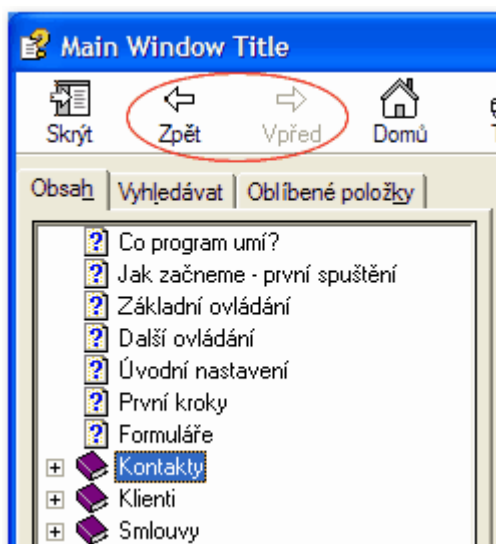 Main Window Title
Skrýt Zpět Vpřed Domů
Obsah Vyhledávat Oblíbené položky
Co program umí?
Jak začneme - první spuštění
Základní ovládání
Další ovládání
Úvodní nastavení
První kroky
Formuláře
Kontakty
Klienti
Smlouvy